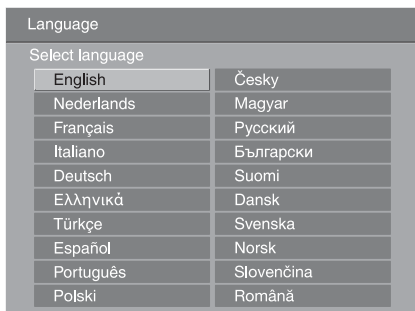 Language
Select language
English
Nederlands
Français
Italiano
Deutsch
Ελληνικά
Türkçe
Español
Português
Polski
Česky
Magyar
Русский
Български
Suomi
Dansk
Svenska
Norsk
Slovenčina
Română